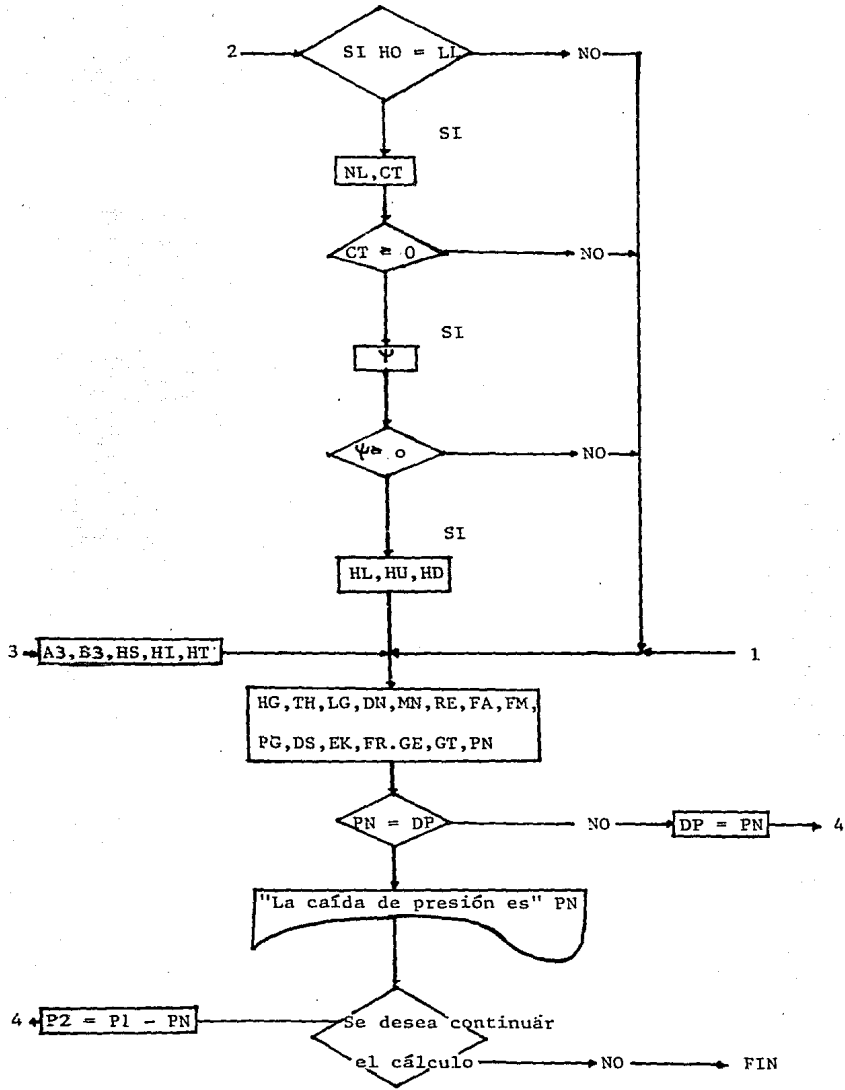 2 SI HO = LL NO
SI
NL,CT
CT = 0 NO
SI
Ψ
Ψ= 0 NO
SI
HL,HU,HD
3 A3,B3,HS,HI,HT 1
HG,TH,LG,DN,MN,RE,FA,FM,
PG,DS,EK,FR.GE,GT,PN
PN = DP NO DP = PN 4
"La caída de presión es" PN
4 P2 = P1 - PN Se desea continuar
el cálculo NO FIN